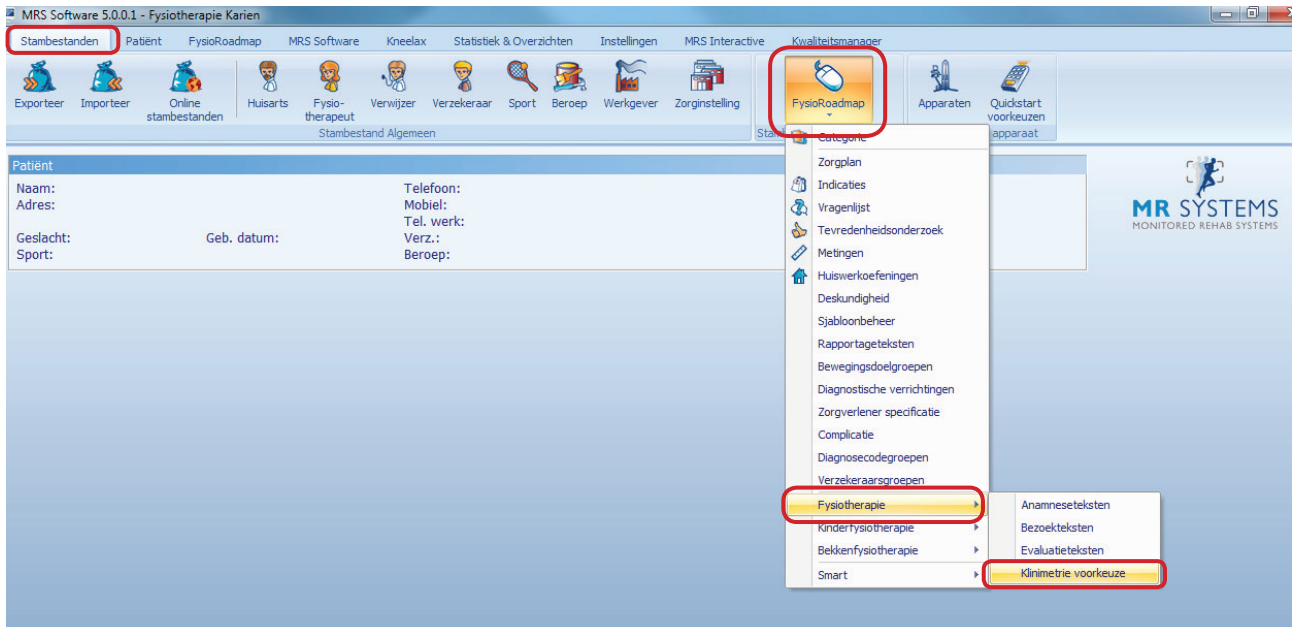 MRS Software 5.0.0.1 - Fysiotherapie Karien
Stambestanden Patiënt FysioRoadmap MRS Software Kneelax Statistiek & Overzichten Instellingen MRS Interactive Kwaliteitsmanager
Exporteer Importeer Online stambestanden Huisarts Fysio-therapeut Verwijzer Verzekeraar Sport Beroep Werkgever Zorginstelling FysioRoadmap Apparaten Quickstart voorkeuzen
Stambestand Algemeen
apparaat
Categorie
Zorgplan
Indicaties
Vragenlijst
Tevredenheidsonderzoek
Metingen
Huiswerkoefeningen
Deskundigheid
Sjabloonbeheer
Rapportageteksten
Bewegingsdoelgroepen
Diagnostische verrichtingen
Zorgverlener specificatie
Complicatie
Diagnosecodegroepen
Verzekeraarsgroepen
Fysiotherapie
Kinderfysiotherapie
Bekkenfysiotherapie
Smart
Anamneseteksten
Bezoekteksten
Evaluatieteksten
Klinimetrie voorkeuze
Patiënt
Naam: Telefoon:
Adres: Mobiel:
Tel. werk:
Geslacht: Geb. datum: Verz.:
Sport: Beroep:
MR SYSTEMS
MONITORED REHAB SYSTEMS